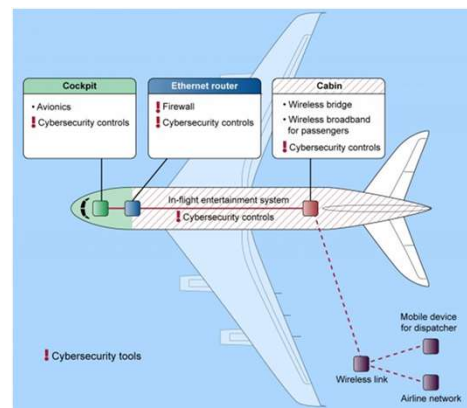 Cockpit
• Avionics
! Cybersecurity controls
Ethernet router
! Firewall
! Cybersecurity controls
Cabin
• Wireless bridge
• Wireless broadband
for passengers
! Cybersecurity controls
In-flight entertainment system
! Cybersecurity controls
Mobile device
for dispatcher
! Cybersecurity tools
Wireless link
Airline network